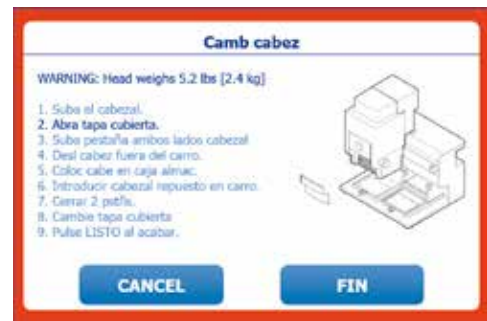 Camb cabez
WARNING: Head weighs 5.2 lbs [2.4 kg]
1. Suba el cabezal.
2. Abra tapa cubierta.
3. Suba pestaña ambos lados cabezal
4. Desl cabez fuera del carro.
5. Coloc cabe en caja almac.
6. Introducir cabezal repuesto en carro.
7. Cerrar 2 pstñs.
8. Cambie tapa cubierta
9. Pulse LISTO al acabar.
CANCEL
FIN